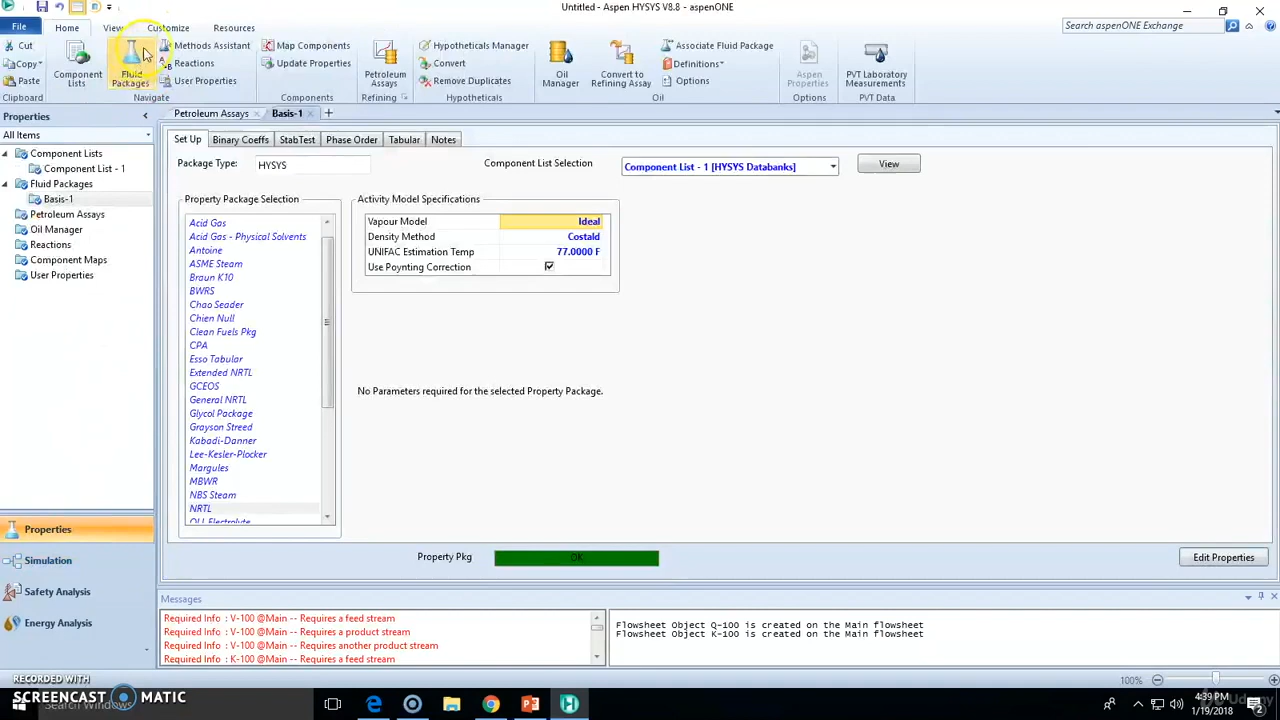 Untitled - Aspen HYSYS V8.8 - aspenONE
File
Home
View
Customize
Resources
Search aspenONE Exchange
Cut
Copy
Paste
Clipboard
Component Lists
Fluid Packages
Methods Assistant
Reactions
User Properties
Navigate
Map Components
Update Properties
Components
Petroleum Assays
Refining
Hypotheticals Manager
Convert
Remove Duplicates
Hypotheticals
Oil Manager
Convert to Refining Assay
Associate Fluid Package
Definitions
Options
Oil
Aspen Properties
Options
PVT Laboratory Measurements
PVT Data
Properties
All Items
Component Lists
Component List - 1
Fluid Packages
Basis-1
Petroleum Assays
Oil Manager
Reactions
Component Maps
User Properties
Properties
Simulation
Safety Analysis
Energy Analysis
Petroleum Assays
Basis-1
Set Up
Binary Coeffs
StabTest
Phase Order
Tabular
Notes
Package Type:
HYSYS
Component List Selection
Component List - 1 [HYSYS Databanks]
View
Property Package Selection
Acid Gas
Acid Gas - Physical Solvents
Antoine
ASME Steam
Braun K10
BWRS
Chao Seader
Chien Null
Clean Fuels Pkg
CPA
Esso Tabular
Extended NRTL
GCEOS
General NRTL
Glycol Package
Grayson Streed
Kabadi-Danner
Lee-Kesler-Plocker
Margules
MBWR
NBS Steam
NRTL
OLI Electrolyte
Activity Model Specifications
Vapour Model Ideal
Density Method Costald
UNIFAC Estimation Temp 77.0000 F
Use Poynting Correction
No Parameters required for the selected Property Package.
Property Pkg
OK
Edit Properties
Messages
Required Info : V-100 @Main -- Requires a feed stream
Required Info : V-100 @Main -- Requires a product stream
Required Info : V-100 @Main -- Requires another product stream
Required Info : K-100 @Main -- Requires a feed stream
Flowsheet Object Q-100 is created on the Main flowsheet
Flowsheet Object K-100 is created on the Main flowsheet
100%
RECORDED WITH
SCREENCAST MATIC
Search Windows
4:39 PM
1/19/2018
Udemy